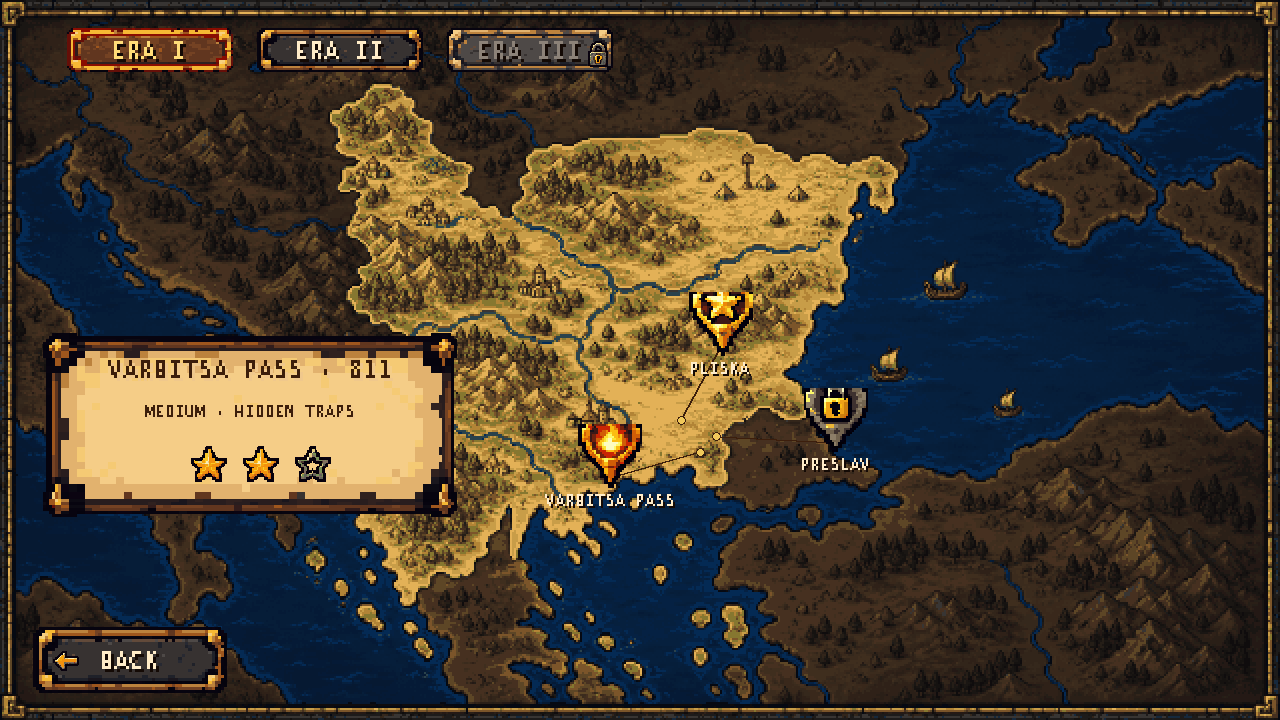 ERA I
ERA II
ERA III
VARBITSA PASS · 811
MEDIUM · HIDDEN TRAPS
PLISKA
PRESLAV
VARBITSA PASS
BACK